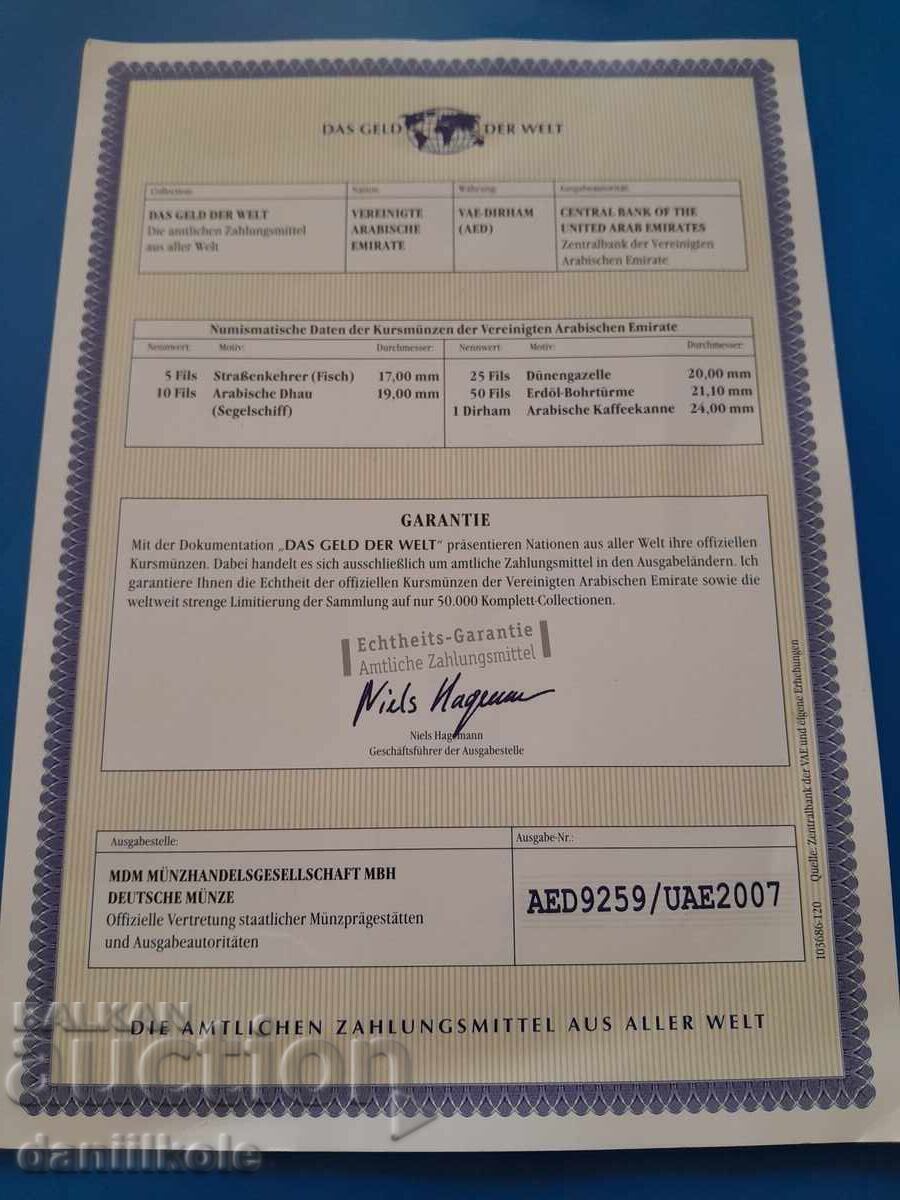 DAS GELD DER WELT
Collection: Nation: Währung: Ausgabeautorität:
DAS GELD DER WELT
Die amtlichen Zahlungsmittel
aus aller Welt
VEREINIGTE
ARABISCHE
EMIRATE
VAE-DIRHAM
(AED)
CENTRAL BANK OF THE
UNITED ARAB EMIRATES
Zentralbank der Vereinigten
Arabischen Emirate
Numismatische Daten der Kursmünzen der Vereinigten Arabischen Emirate
Nennwert: Motiv: Durchmesser: Nennwert: Motiv: Durchmesser:
5 Fils Straßenkehrer (Fisch) 17,00 mm 25 Fils Dünengazelle 20,00 mm
10 Fils Arabische Dhau 19,00 mm 50 Fils Erdöl-Bohrtürme 21,10 mm
(Segelschiff) 1 Dirham Arabische Kaffeekanne 24,00 mm
GARANTIE
Mit der Dokumentation „DAS GELD DER WELT“ präsentieren Nationen aus aller Welt ihre offiziellen
Kursmünzen. Dabei handelt es sich ausschließlich um amtliche Zahlungsmittel in den Ausgabeländern. Ich
garantiere Ihnen die Echtheit der offiziellen Kursmünzen der Vereinigten Arabischen Emirate sowie die
weltweit strenge Limitierung der Sammlung auf nur 50.000 Komplett-Collectionen.
Echtheits-Garantie
Amtliche Zahlungsmittel
Niels Hagemann
Niels Hagemann
Geschäftsführer der Ausgabestelle
Ausgabestelle:
MDM MÜNZHANDELSGESELLSCHAFT MBH
DEUTSCHE MÜNZE
Offizielle Vertretung staatlicher Münzprägestätten
und Ausgabeautoritäten
Ausgabe-Nr.:
AED9259/UAE2007
103686-120 Quelle: Zentralbank der VAE und eigene Erhebungen
DIE AMTLICHEN ZAHLUNGSMITTEL AUS ALLER WELT
BALKAN
auction
daniilkole